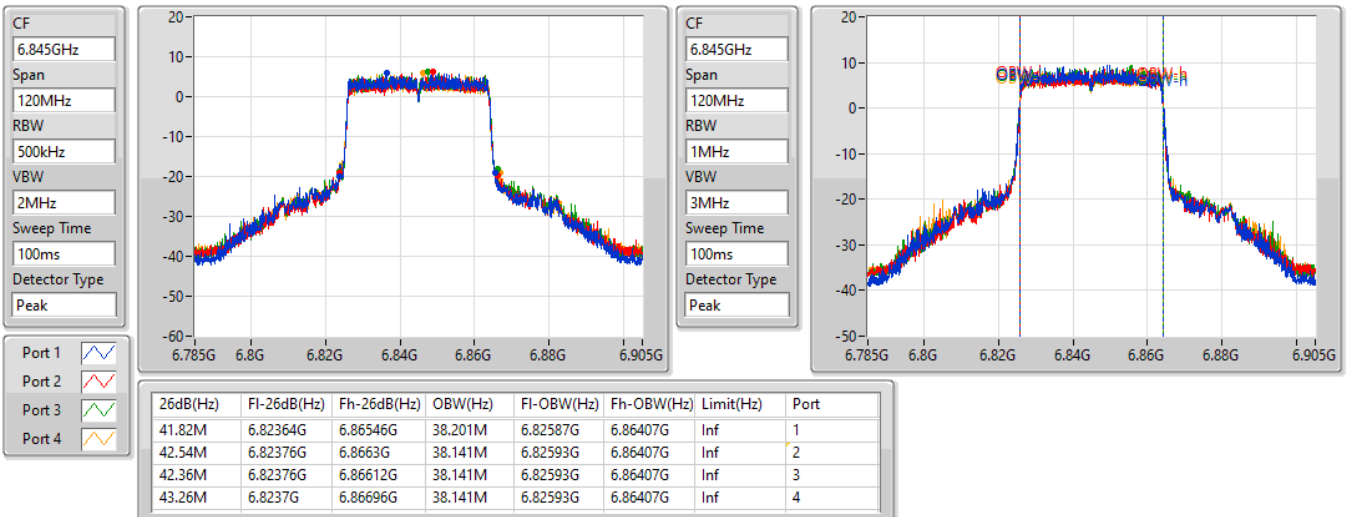 CF
6.845GHz
Span
120MHz
RBW
500kHz
VBW
2MHz
Sweep Time
100ms
Detector Type
Peak
20
10
0
-10
-20
-30
-40
-50
-60
6.785G 6.8G 6.82G 6.84G 6.86G 6.88G 6.905G
CF
6.845GHz
Span
120MHz
RBW
1MHz
VBW
3MHz
Sweep Time
100ms
Detector Type
Peak
20
10
0
-10
-20
-30
-40
-50
6.785G 6.8G 6.82G 6.84G 6.86G 6.88G 6.905G
Port 1
Port 2
Port 3
Port 4
26dB(Hz) Fl-26dB(Hz) Fh-26dB(Hz) OBW(Hz) Fl-OBW(Hz) Fh-OBW(Hz) Limit(Hz) Port
41.82M 6.82364G 6.86546G 38.201M 6.82587G 6.86407G Inf 1
42.54M 6.82376G 6.8663G 38.141M 6.82593G 6.86407G Inf 2
42.36M 6.82376G 6.86612G 38.141M 6.82593G 6.86407G Inf 3
43.26M 6.8237G 6.86696G 38.141M 6.82593G 6.86407G Inf 4